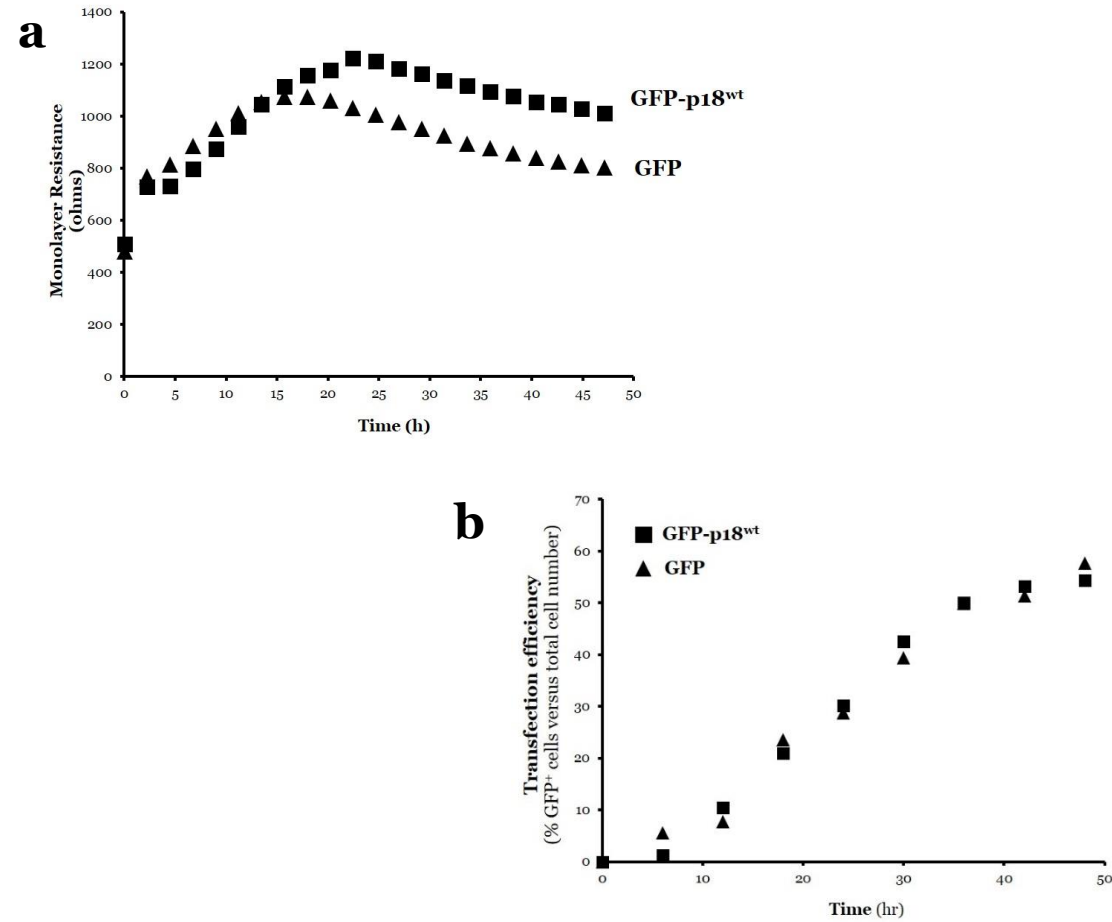 a
1400
1200
1000
800
600
400
200
0
Monolayer Resistance
(ohms)
GFP-p18wt
GFP
0 5 10 15 20 25 30 35 40 45 50
Time (h)
b
70
60
50
40
30
20
10
0
Transfection efficiency
(% GFP+ cells versus total cell number)
GFP-p18wt
GFP
0 10 20 30 40 50
Time (hr)